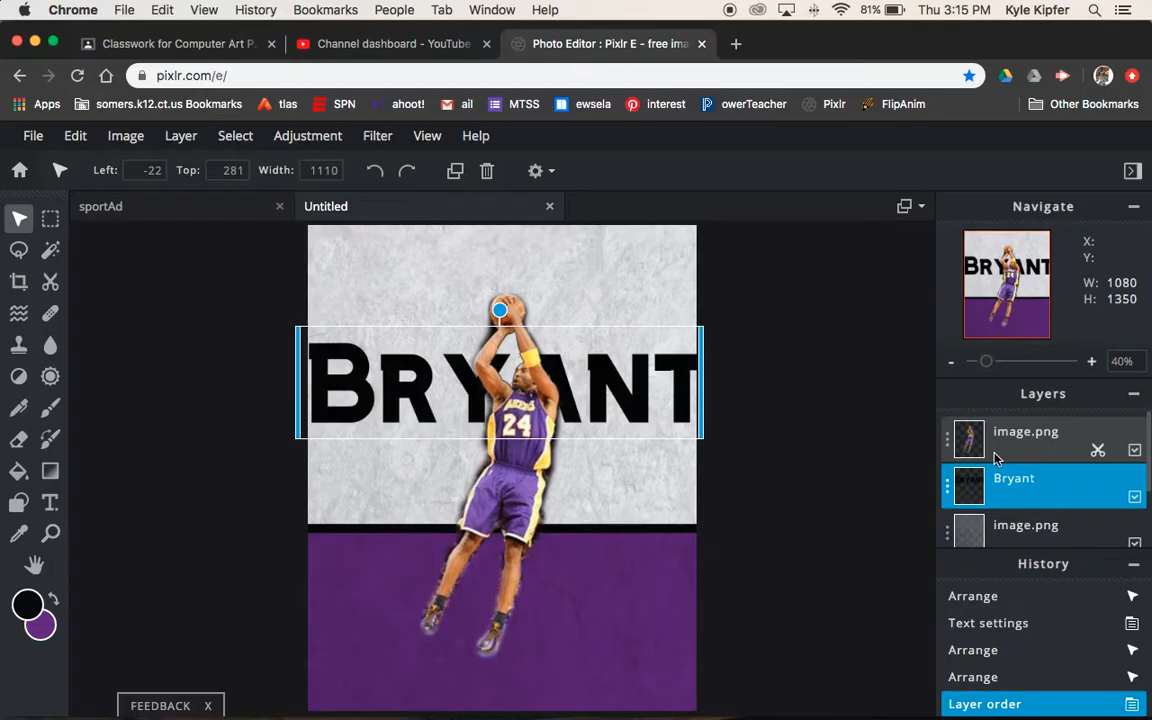 Chrome File Edit View History Bookmarks People Tab Window Help 81% Thu 3:15 PM Kyle Kipfer
Classwork for Computer Art P. × Channel dashboard - YouTube × Photo Editor : Pixlr E - free ima × +
pixlr.com/e/
Apps somers.k12.ct.us Bookmarks tlas SPN ahoot! ail MTSS ewsela interest owerTeacher Pixlr FlipAnim Other Bookmarks
File Edit Image Layer Select Adjustment Filter View Help
Left: -22 Top: 281 Width: 1110
sportAd × Untitled × Navigate
X:
Y:
W: 1080
H: 1350
- + 40%
Layers
image.png
Bryant
image.png
History
Arrange
Text settings
Arrange
Arrange
Layer order
BRYANT
LAKERS
24
FEEDBACK X